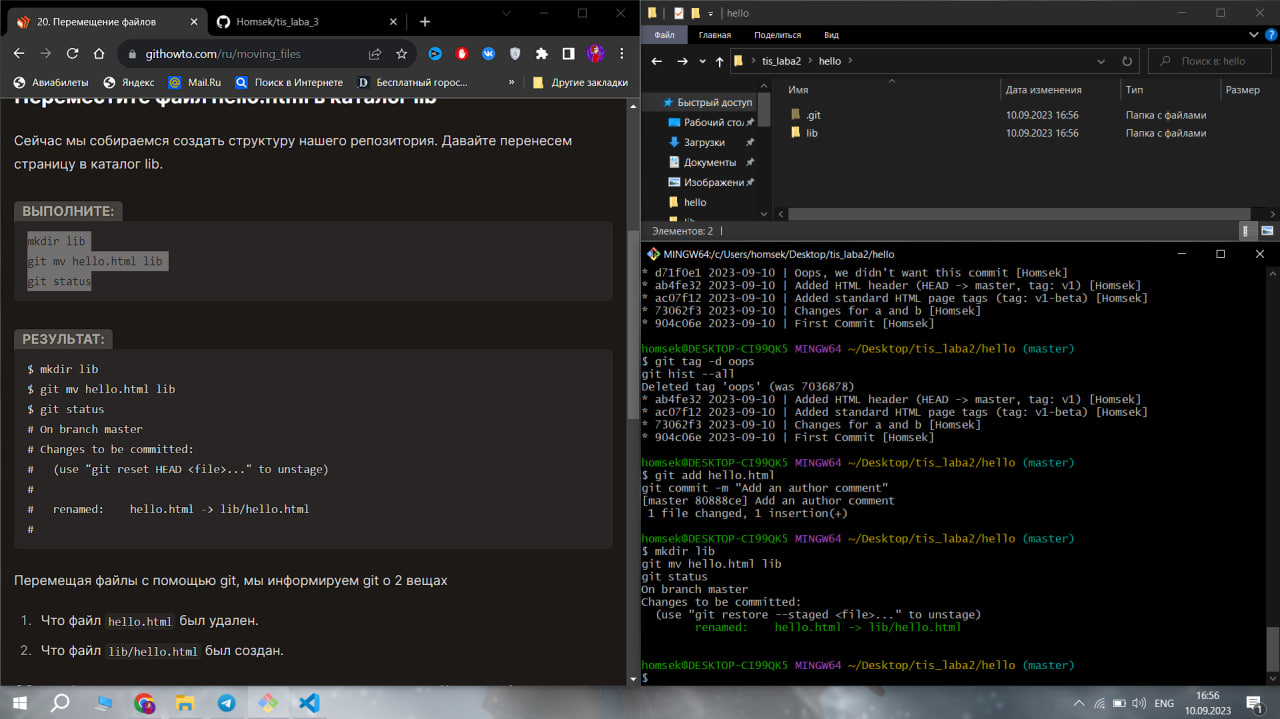 20. Перемещение файлов
Homsek/tis_laba_3
githowto.com/ru/moving_files
Авиабилеты
Яндекс
Mail.Ru
Поиск в Интернете
Бесплатный горос...
»
Другие закладки
Переместите файл hello.html в каталог lib
Сейчас мы собираемся создать структуру нашего репозитория. Давайте перенесем
страницу в каталог lib.
ВЫПОЛНИТЕ:
mkdir lib
git mv hello.html lib
git status
РЕЗУЛЬТАТ:
$ mkdir lib
$ git mv hello.html lib
$ git status
# On branch master
# Changes to be committed:
#   (use "git reset HEAD <file>..." to unstage)
#
#   renamed:    hello.html -> lib/hello.html
#
Перемещая файлы с помощью git, мы информируем git о 2 вещах
1. Что файл hello.html был удален.
2. Что файл lib/hello.html был создан.
hello
Файл
Главная
Поделиться
Вид
tis_laba2 > hello >
Поиск в: hello
Быстрый доступ
Рабочий стол
Загрузки
Документы
Изображени
hello
lib
Имя
Дата изменения
Тип
Размер
.git
10.09.2023 16:56
Папка с файлами
lib
10.09.2023 16:56
Папка с файлами
Элементов: 2
MINGW64:/c/Users/homsek/Desktop/tis_laba2/hello
* d71f0e1 2023-09-10 | Oops, we didn't want this commit [Homsek]
* ab4fe32 2023-09-10 | Added HTML header (HEAD -> master, tag: v1) [Homsek]
* ac07f12 2023-09-10 | Added standard HTML page tags (tag: v1-beta) [Homsek]
* 73062f3 2023-09-10 | Changes for a and b [Homsek]
* 904c06e 2023-09-10 | First Commit [Homsek]
homsek@DESKTOP-CI99QK5 MINGW64 ~/Desktop/tis_laba2/hello (master)
$ git tag -d oops
git hist --all
Deleted tag 'oops' (was 7036878)
* ab4fe32 2023-09-10 | Added HTML header (HEAD -> master, tag: v1) [Homsek]
* ac07f12 2023-09-10 | Added standard HTML page tags (tag: v1-beta) [Homsek]
* 73062f3 2023-09-10 | Changes for a and b [Homsek]
* 904c06e 2023-09-10 | First Commit [Homsek]
homsek@DESKTOP-CI99QK5 MINGW64 ~/Desktop/tis_laba2/hello (master)
$ git add hello.html
git commit -m "Add an author comment"
[master 80888ce] Add an author comment
 1 file changed, 1 insertion(+)
homsek@DESKTOP-CI99QK5 MINGW64 ~/Desktop/tis_laba2/hello (master)
$ mkdir lib
git mv hello.html lib
git status
On branch master
Changes to be committed:
  (use "git restore --staged <file>..." to unstage)
        renamed:    hello.html -> lib/hello.html
homsek@DESKTOP-CI99QK5 MINGW64 ~/Desktop/tis_laba2/hello (master)
$
ENG
16:56
10.09.2023
1